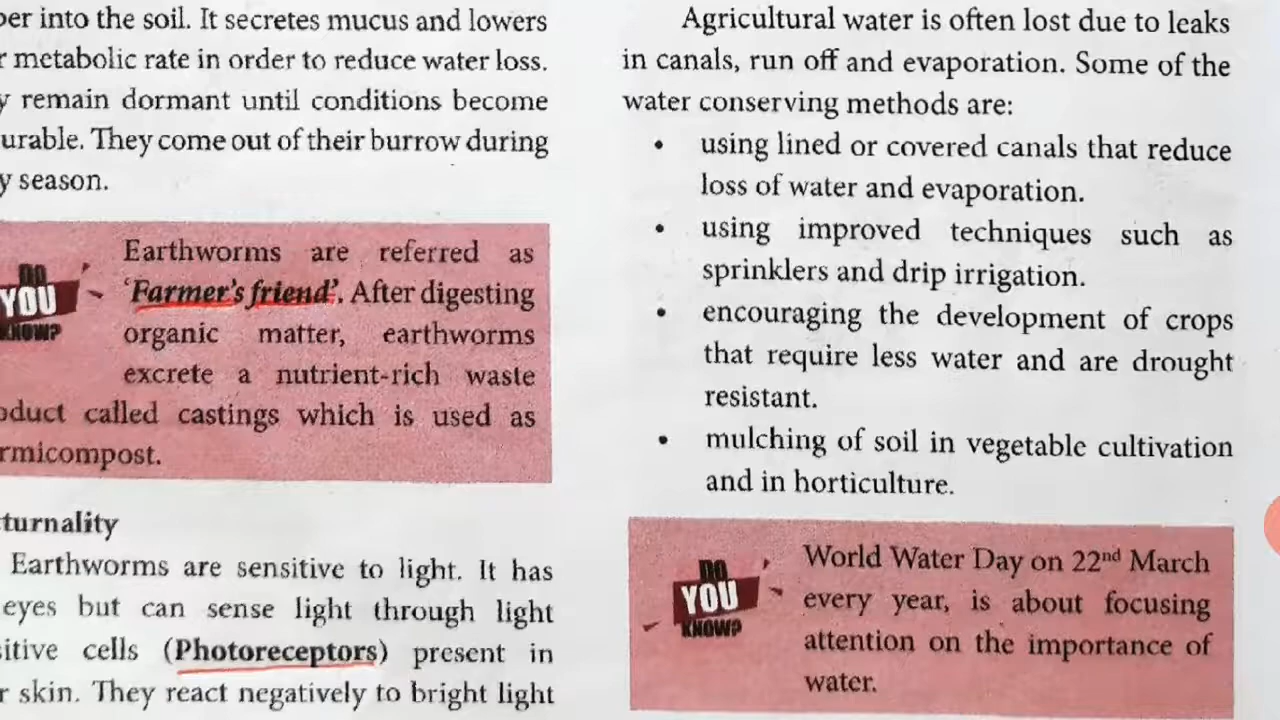 per into the soil. It secretes mucus and lowers
r metabolic rate in order to reduce water loss.
y remain dormant until conditions become
urable. They come out of their burrow during
y season.
DO
YOU
KNOW?
Earthworms are referred as
‘Farmer’s friend’. After digesting
organic matter, earthworms
excrete a nutrient-rich waste
oduct called castings which is used as
rmicompost.
turnality
Earthworms are sensitive to light. It has
eyes but can sense light through light
sitive cells (Photoreceptors) present in
r skin. They react negatively to bright light
Agricultural water is often lost due to leaks
in canals, run off and evaporation. Some of the
water conserving methods are:
• using lined or covered canals that reduce
loss of water and evaporation.
• using improved techniques such as
sprinklers and drip irrigation.
• encouraging the development of crops
that require less water and are drought
resistant.
• mulching of soil in vegetable cultivation
and in horticulture.
DO
YOU
KNOW?
World Water Day on 22nd March
every year, is about focusing
attention on the importance of
water.